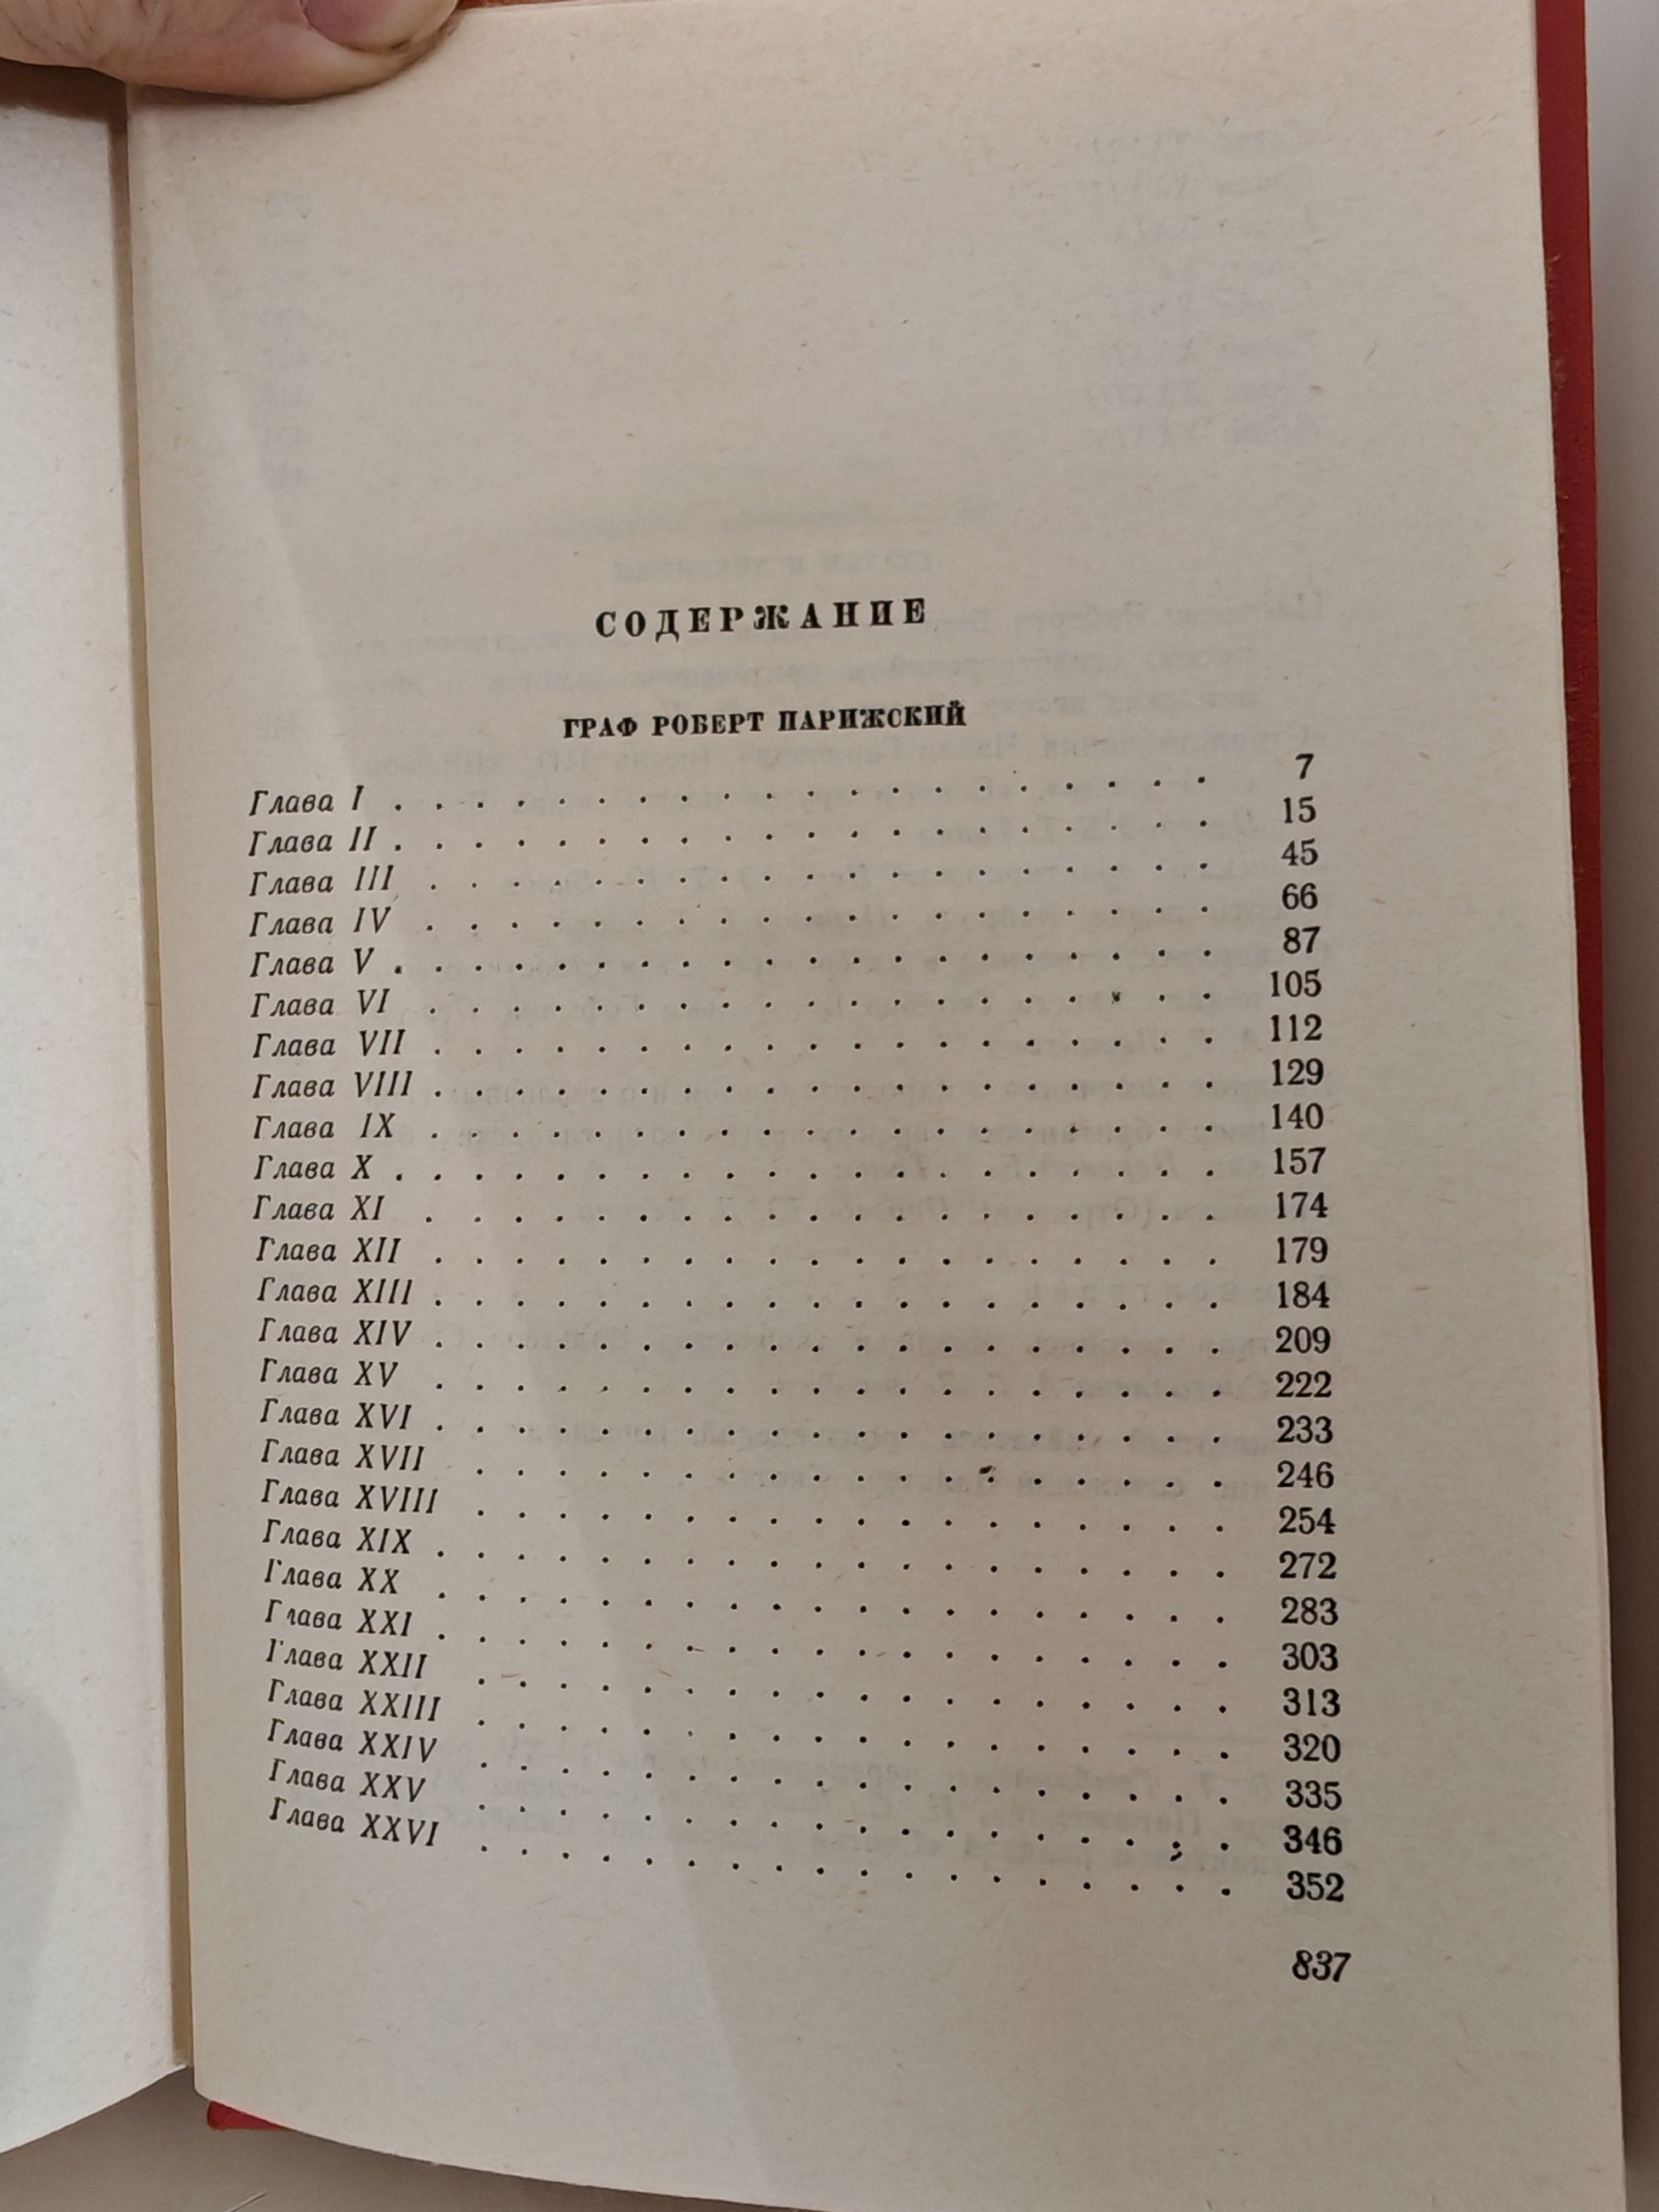 СОДЕРЖАНИЕ
ГРАФ РОБЕРТ ПАРИЖСКИЙ
Глава I . . . . . . . . . . . . . . . . . . . . 7
Глава II . . . . . . . . . . . . . . . . . . . . 15
Глава III . . . . . . . . . . . . . . . . . . . 45
Глава IV . . . . . . . . . . . . . . . . . . . 66
Глава V . . . . . . . . . . . . . . . . . . . . 87
Глава VI . . . . . . . . . . . . . . . . . . . 105
Глава VII . . . . . . . . . . . . . . . . . . . 112
Глава VIII . . . . . . . . . . . . . . . . . . . 129
Глава IX . . . . . . . . . . . . . . . . . . . 140
Глава X . . . . . . . . . . . . . . . . . . . . 157
Глава XI . . . . . . . . . . . . . . . . . . . 174
Глава XII . . . . . . . . . . . . . . . . . . . 179
Глава XIII . . . . . . . . . . . . . . . . . . . 184
Глава XIV . . . . . . . . . . . . . . . . . . . 209
Глава XV . . . . . . . . . . . . . . . . . . . 222
Глава XVI . . . . . . . . . . . . . . . . . . . 233
Глава XVII . . . . . . . . . . . . . . . . . . 246
Глава XVIII . . . . . . . . . . . . . . . . . . 254
Глава XIX . . . . . . . . . . . . . . . . . . . 272
Глава XX . . . . . . . . . . . . . . . . . . . 283
Глава XXI . . . . . . . . . . . . . . . . . . . 303
Глава XXII . . . . . . . . . . . . . . . . . . 313
Глава XXIII . . . . . . . . . . . . . . . . . . 320
Глава XXIV . . . . . . . . . . . . . . . . . . 335
Глава XXV . . . . . . . . . . . . . . . . . . 346
Глава XXVI . . . . . . . . . . . . . . . . . . 352
837